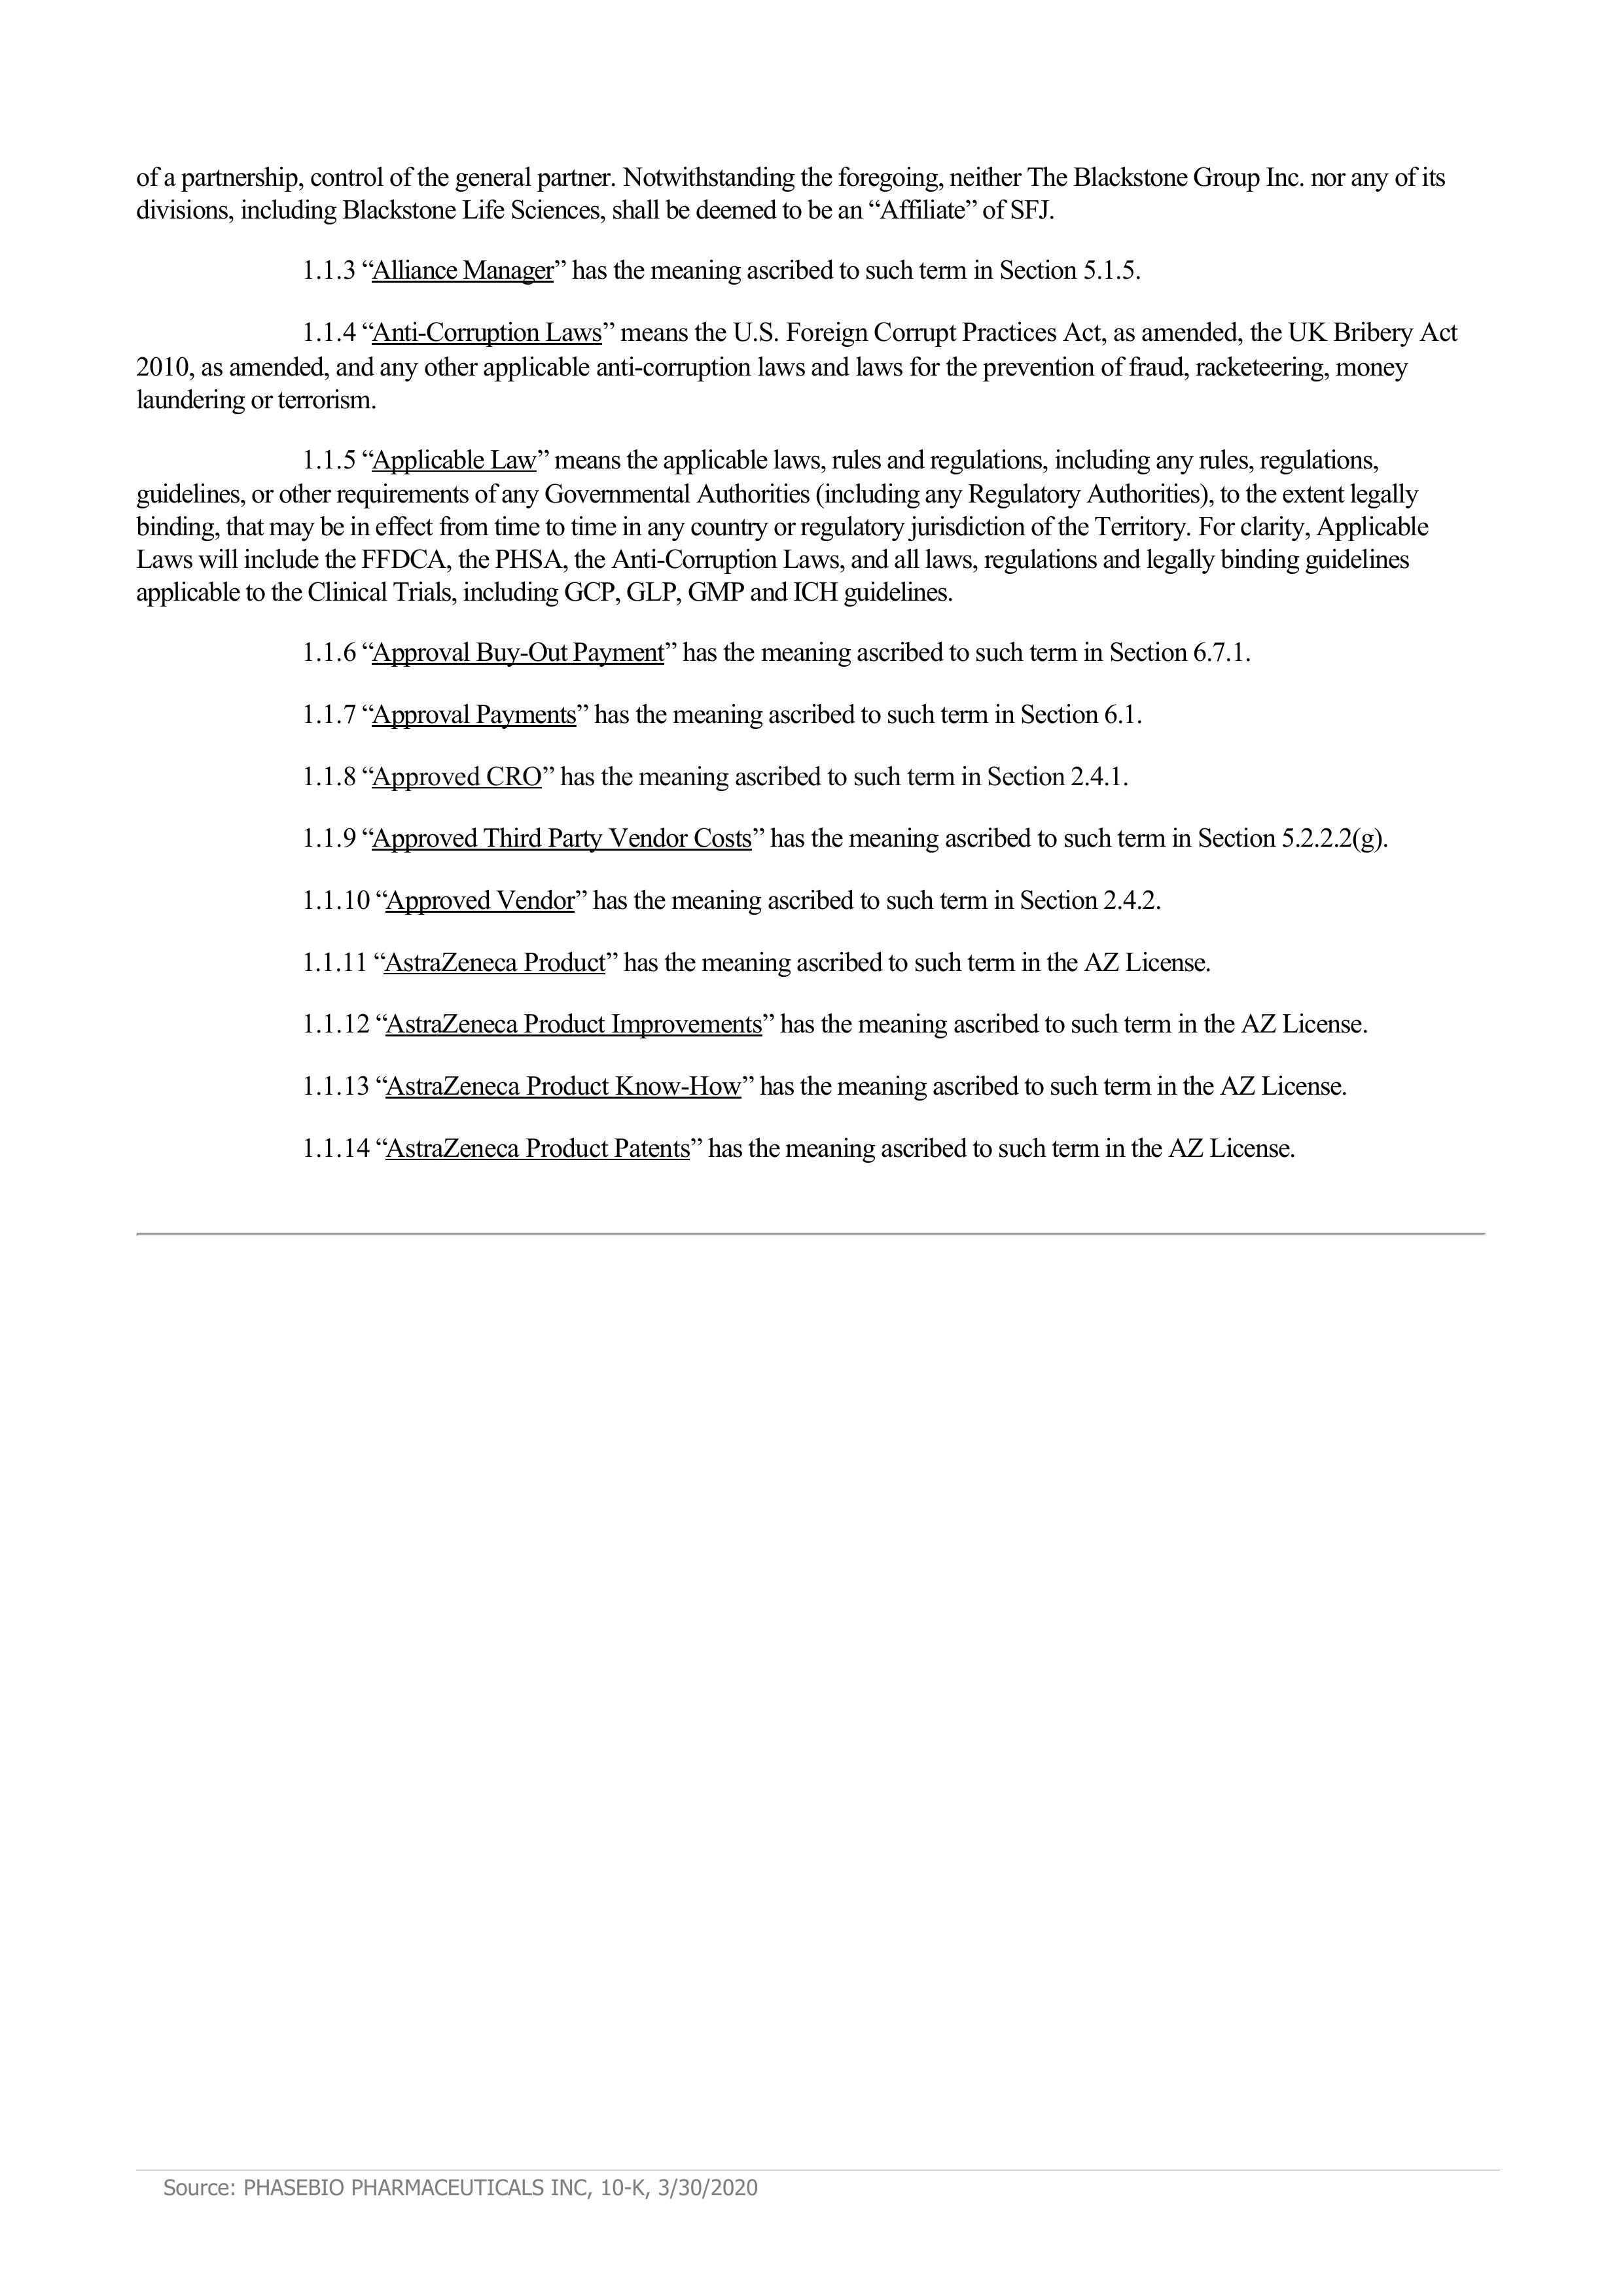 of a partnership, control of the general partner. Notwithstanding the foregoing, neither The Blackstone Group Inc. nor any of its
divisions, including Blackstone Life Sciences, shall be deemed to be an “Affiliate” of SFJ.
1.1.3 “Alliance Manager” has the meaning ascribed to such term in Section 5.1.5.
1.1.4 “Anti-Corruption Laws” means the U.S. Foreign Corrupt Practices Act, as amended, the UK Bribery Act
2010, as amended, and any other applicable anti-corruption laws and laws for the prevention of fraud, racketeering, money
laundering or terrorism.
1.1.5 “Applicable Law” means the applicable laws, rules and regulations, including any rules, regulations,
guidelines, or other requirements of any Governmental Authorities (including any Regulatory Authorities), to the extent legally
binding, that may be in effect from time to time in any country or regulatory jurisdiction of the Territory. For clarity, Applicable
Laws will include the FFDCA, the PHSA, the Anti-Corruption Laws, and all laws, regulations and legally binding guidelines
applicable to the Clinical Trials, including GCP, GLP, GMP and ICH guidelines.
1.1.6 “Approval Buy-Out Payment” has the meaning ascribed to such term in Section 6.7.1.
1.1.7 “Approval Payments” has the meaning ascribed to such term in Section 6.1.
1.1.8 “Approved CRO” has the meaning ascribed to such term in Section 2.4.1.
1.1.9 “Approved Third Party Vendor Costs” has the meaning ascribed to such term in Section 5.2.2.2(g).
1.1.10 “Approved Vendor” has the meaning ascribed to such term in Section 2.4.2.
1.1.11 “AstraZeneca Product” has the meaning ascribed to such term in the AZ License.
1.1.12 “AstraZeneca Product Improvements” has the meaning ascribed to such term in the AZ License.
1.1.13 “AstraZeneca Product Know-How” has the meaning ascribed to such term in the AZ License.
1.1.14 “AstraZeneca Product Patents” has the meaning ascribed to such term in the AZ License.
Source: PHASEBIO PHARMACEUTICALS INC, 10-K, 3/30/2020